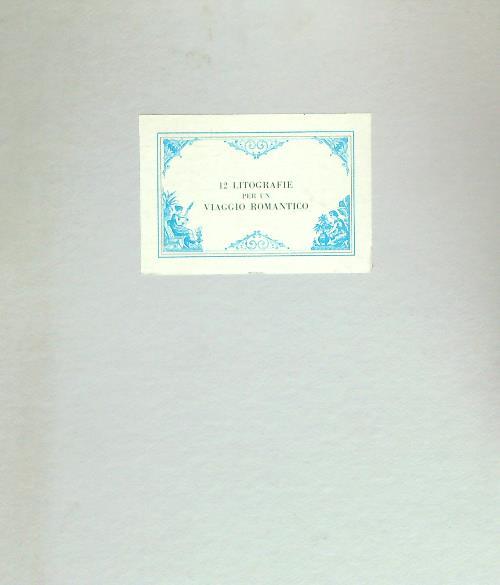 12 LITOGRAFIE
PER UN
VIAGGIO ROMANTICO